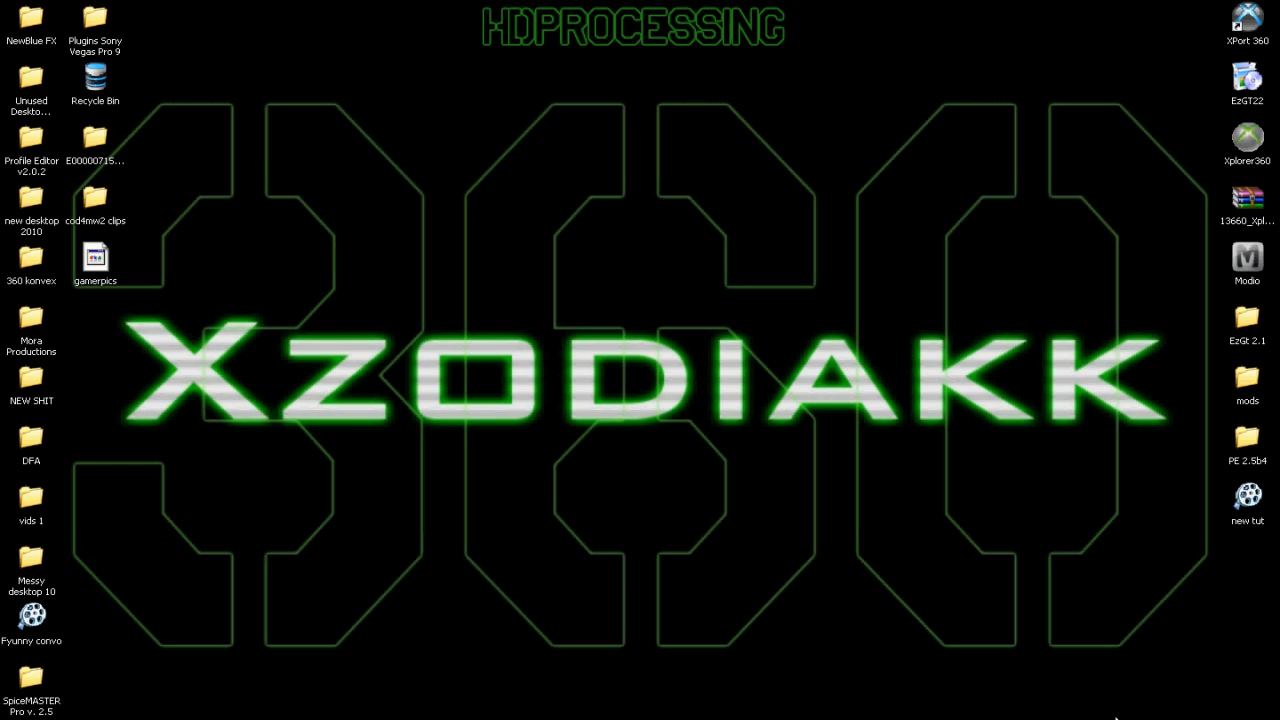 HDPROCESSING
NewBlue FX
Plugins Sony
Vegas Pro 9
Unused
Deskto...
Recycle Bin
Profile Editor
v2.0.2
E00000715...
new desktop
2010
cod4mw2 clips
360 konvex
gamerpics
Mora
Productions
NEW SHIT
DFA
vids 1
Messy
desktop 10
Fyunny convo
SpiceMASTER
Pro v. 2.5
360
XZODIAKK
XPort 360
EzGT22
Xplorer360
13660_Xpl...
Modio
EzGt 2.1
mods
PE 2.5b4
new tut